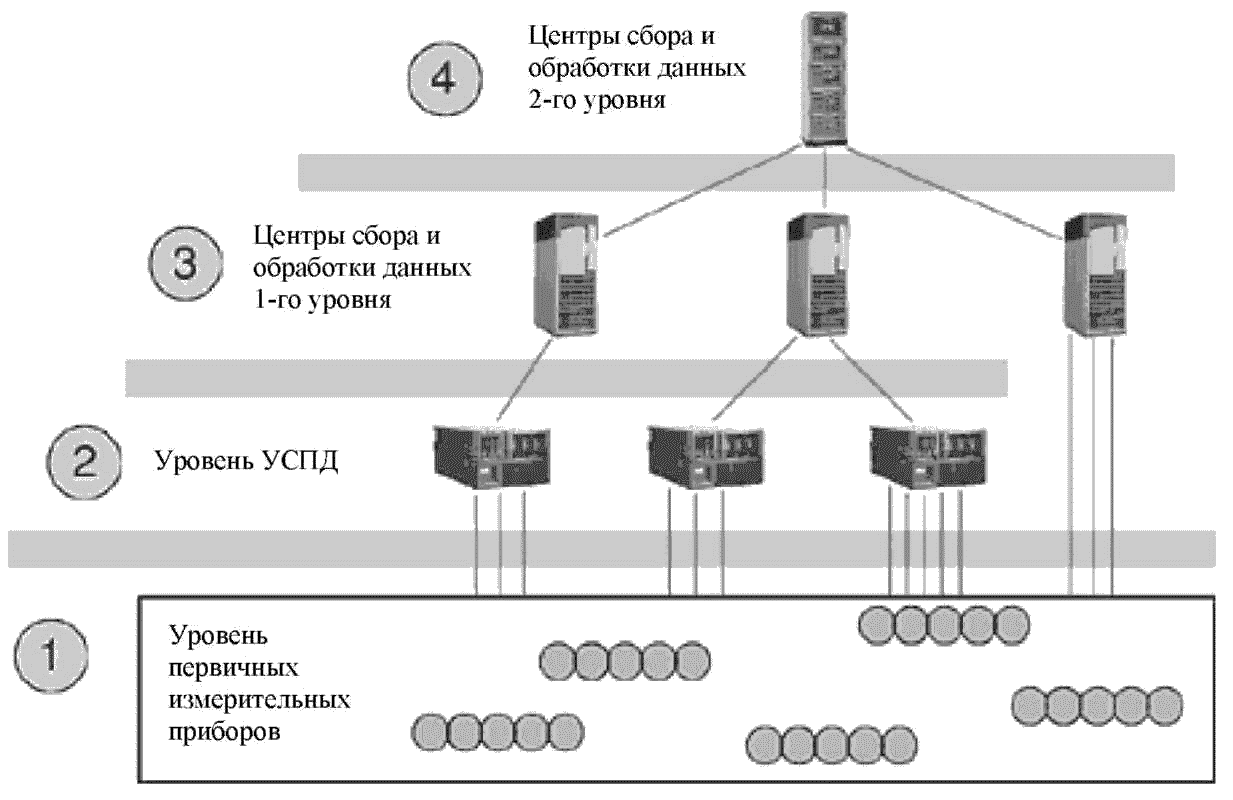 4
Центры сбора и
обработки данных
2-го уровня
3
Центры сбора и
обработки данных
1-го уровня
2
Уровень УСПД
1
Уровень
первичных
измерительных
приборов